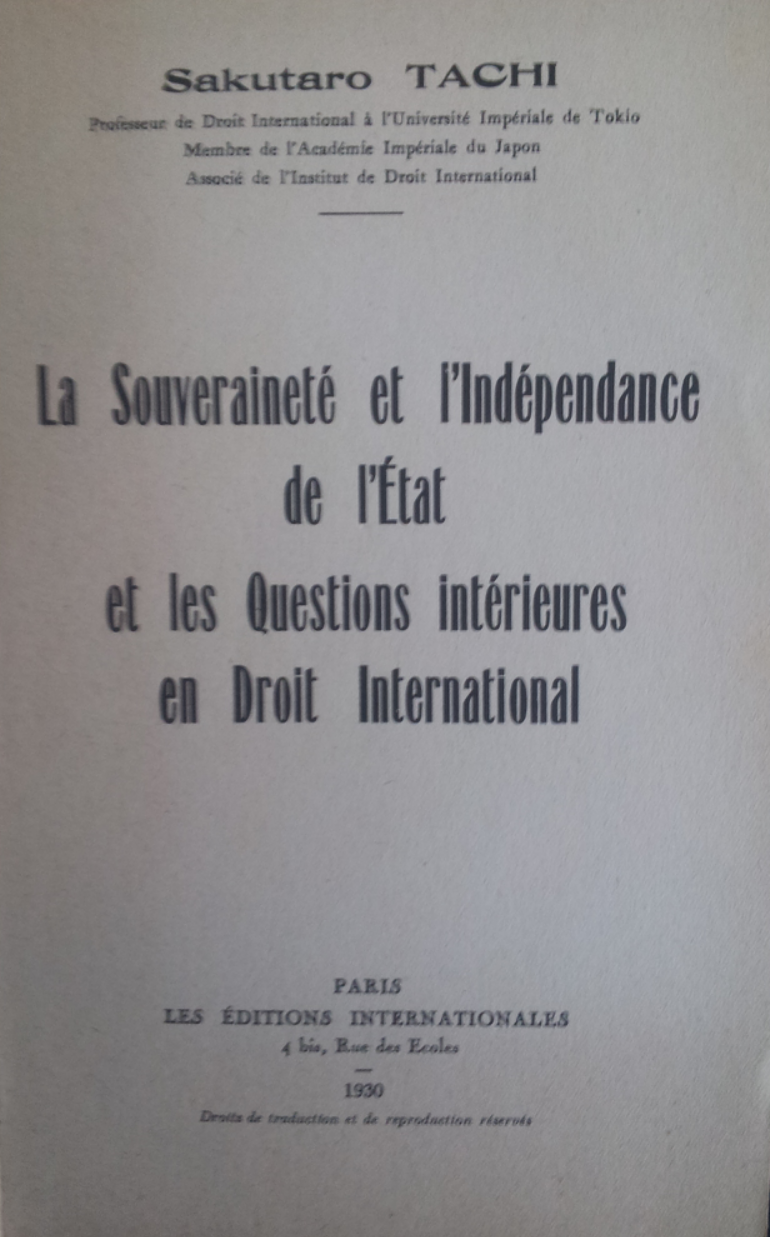 Sakutaro TACHI
Professeur de Droit International à l'Université Impériale de Tokio
Membre de l'Académie Impériale du Japon
Associé de l'Institut de Droit International
La Souveraineté et l'Indépendance
de l'État
et les Questions intérieures
en Droit International
PARIS
LES ÉDITIONS INTERNATIONALES
4 bis, Rue des Ecoles
1930
Droits de traduction et de reproduction réservés